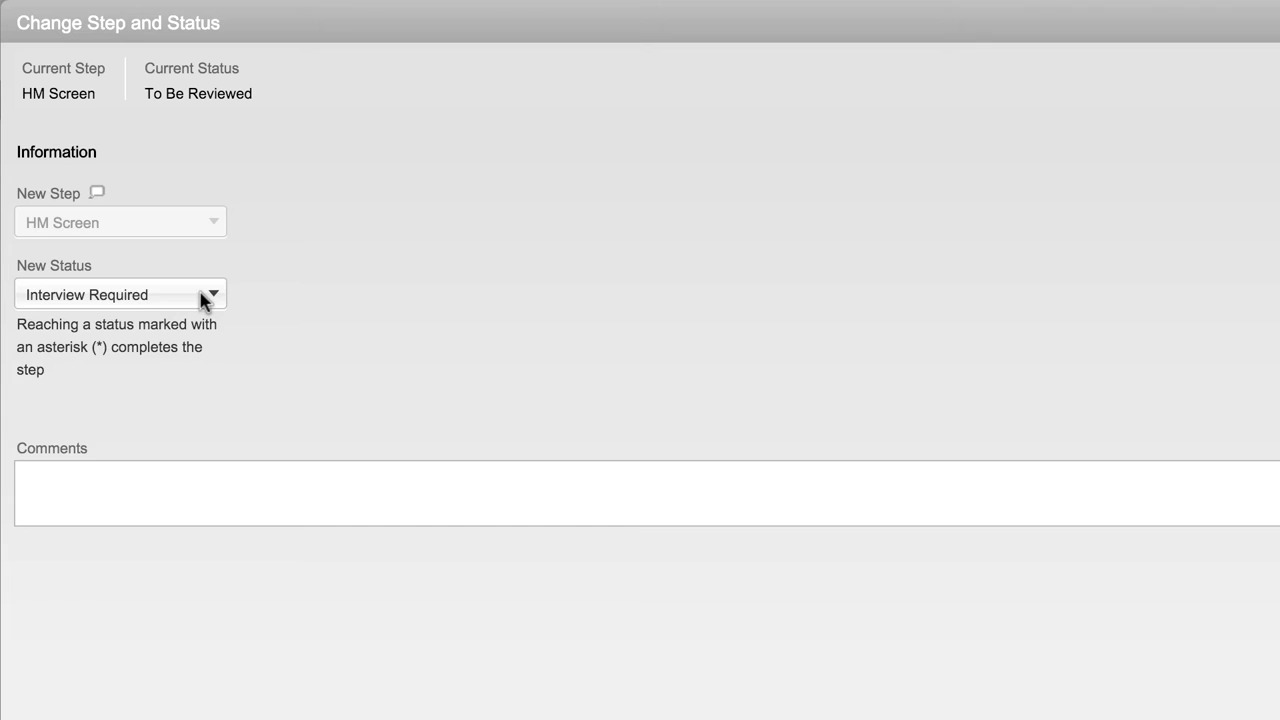 Change Step and Status
Current Step
Current Status
HM Screen
To Be Reviewed
Information
New Step
HM Screen
New Status
Interview Required
Reaching a status marked with
an asterisk (*) completes the
step
Comments